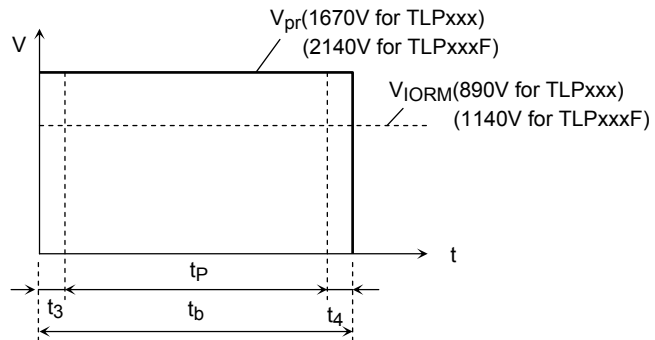 Vpr(1670V for TLPxxx)
(2140V for TLPxxxF)
V
VIORM(890V for TLPxxx)
(1140V for TLPxxxF)
t
tP
t3
tb
t4